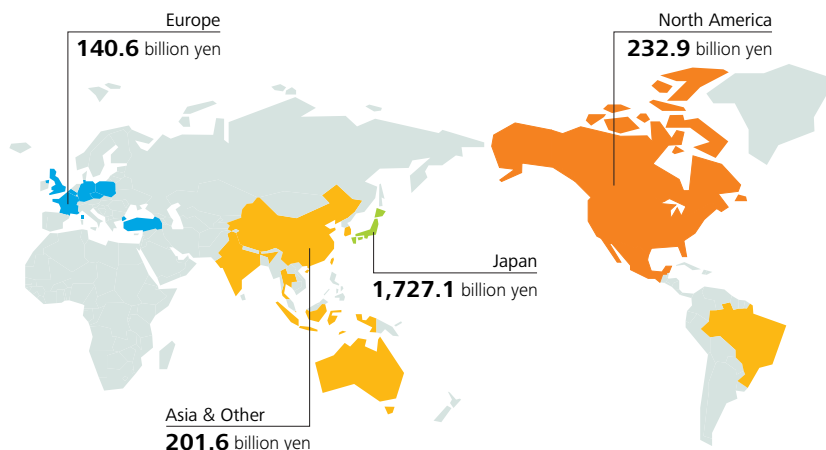 Europe
140.6 billion yen
North America
232.9 billion yen
Japan
1,727.1 billion yen
Asia & Other
201.6 billion yen